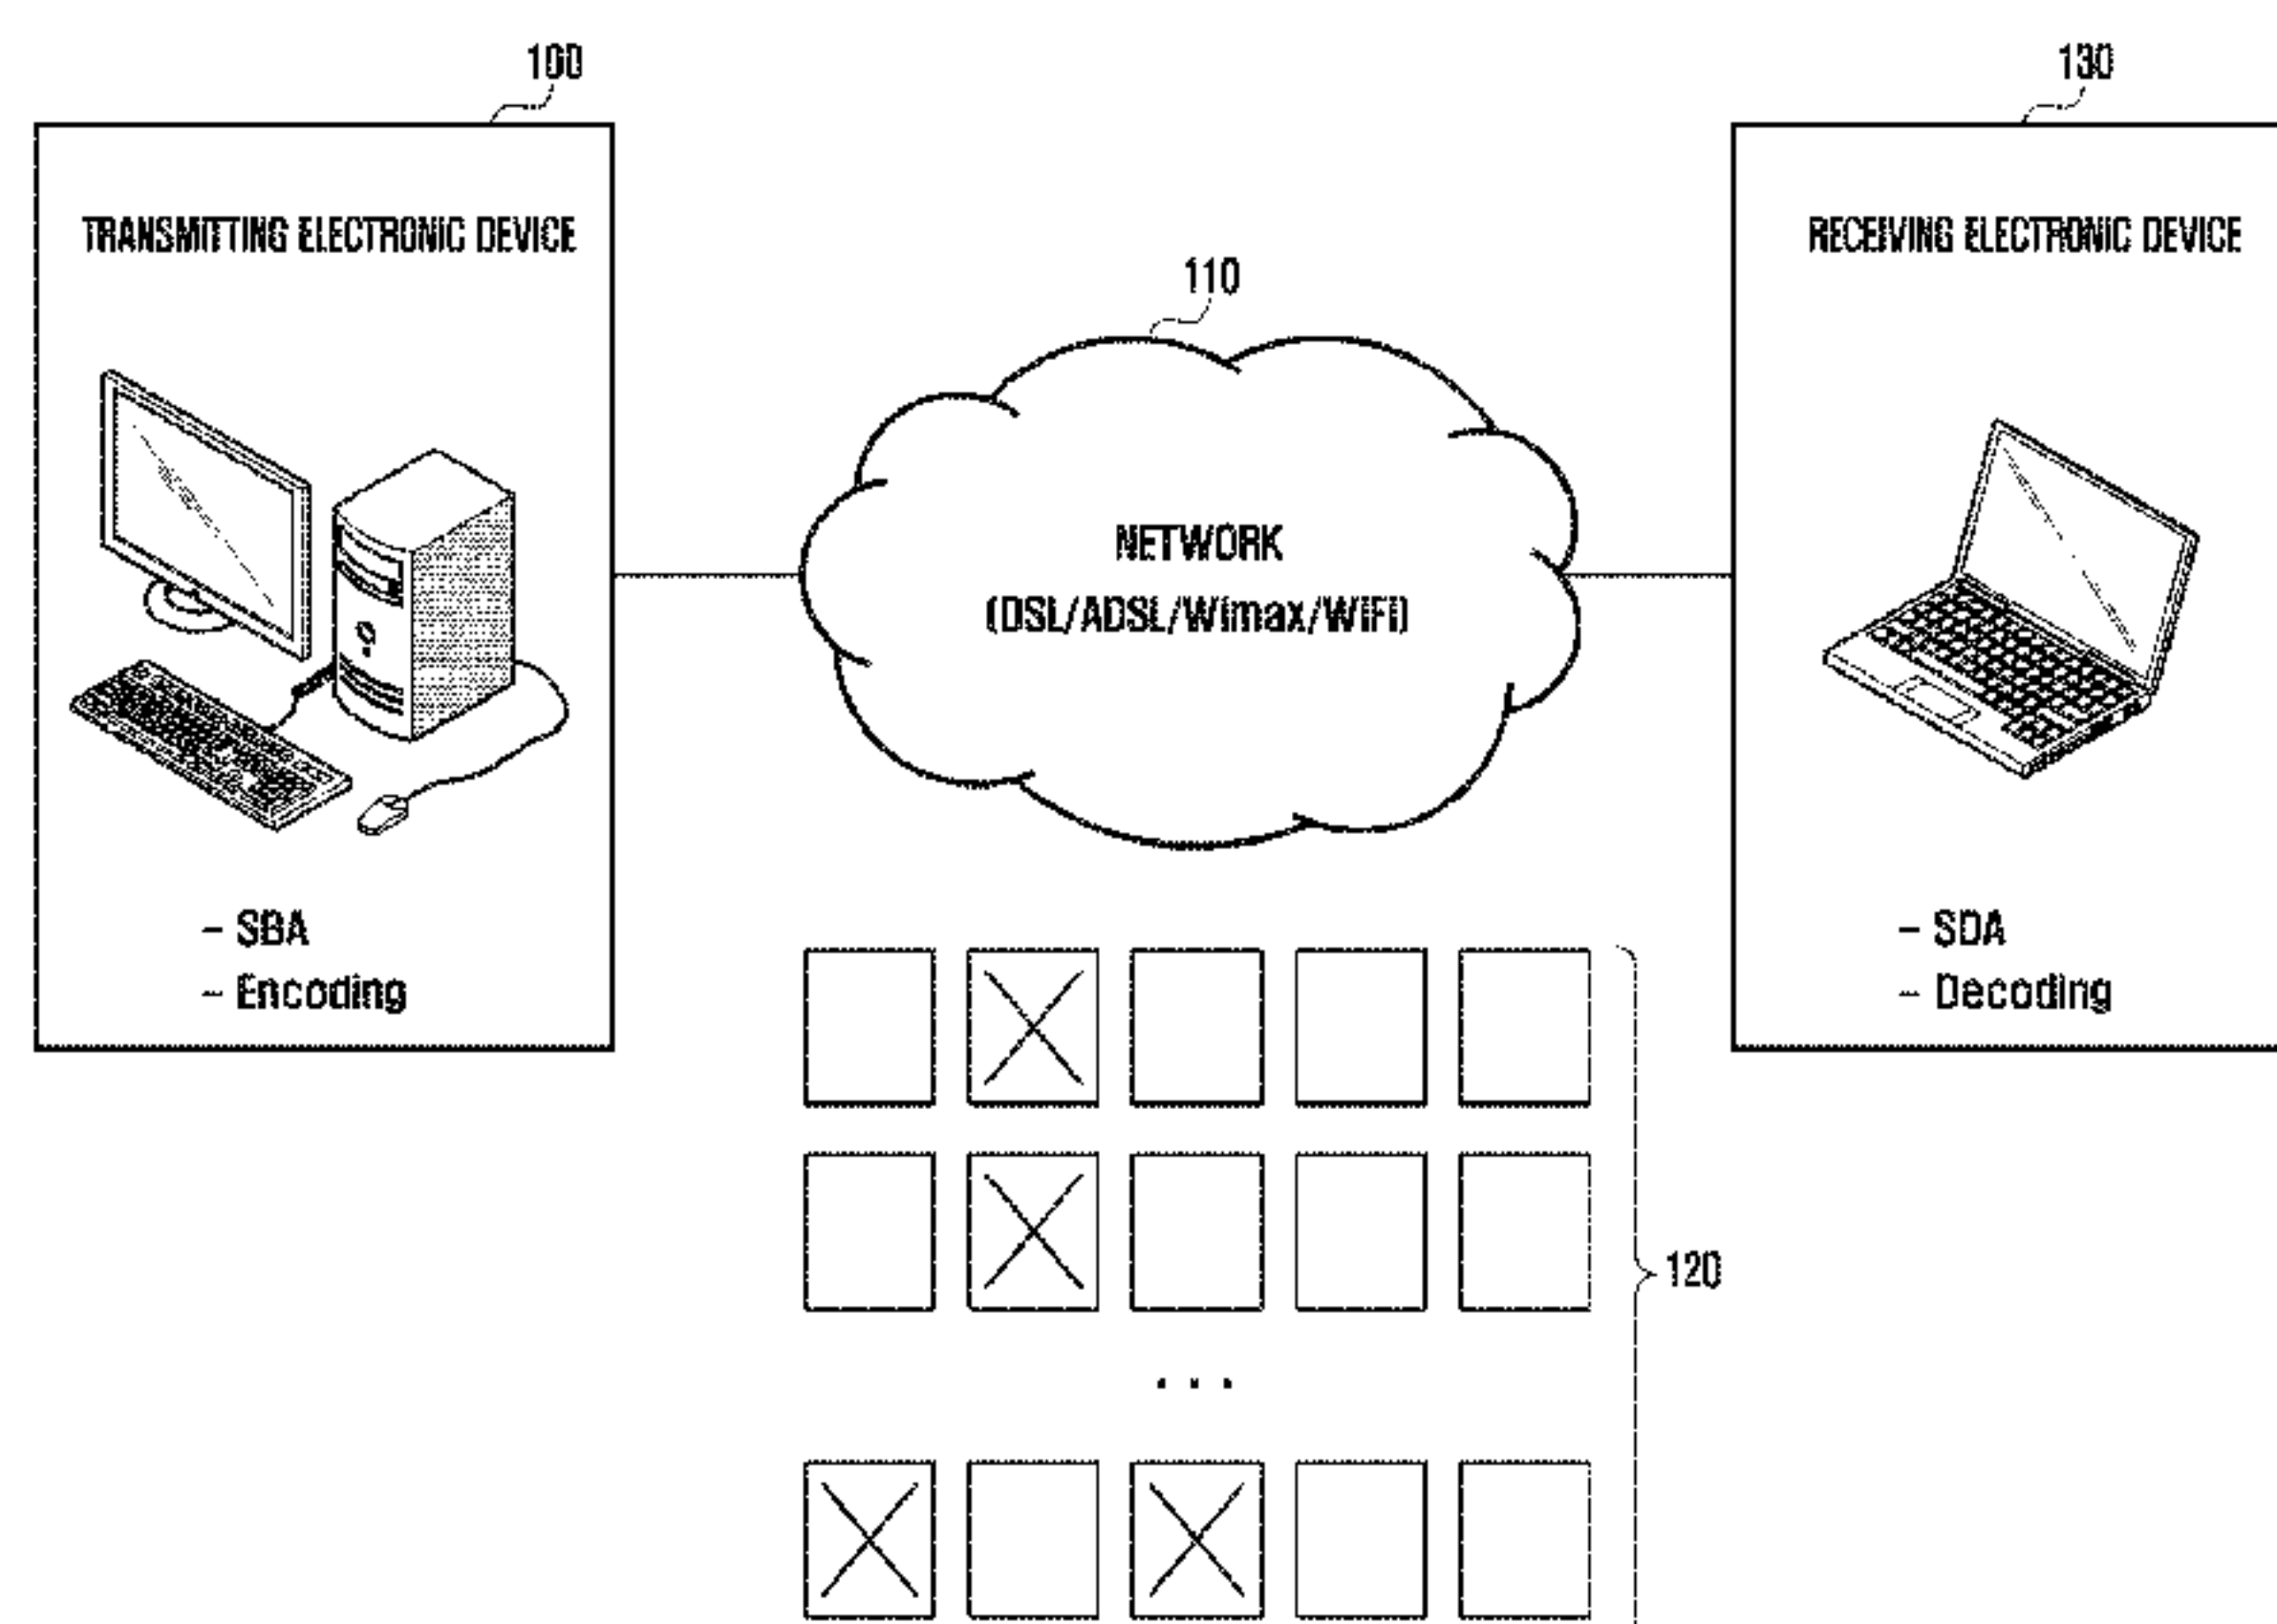 100
130
TRANSMITTING ELECTRONIC DEVICE
RECEIVING ELECTRONIC DEVICE
110
NETWORK
(DSL/ADSL/Wimax/WiFi)
- SBA
- Encoding
- SDA
- Decoding
120
. . .